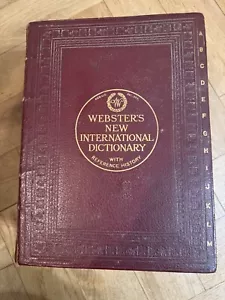 WEBSTER'S
NEW
INTERNATIONAL
DICTIONARY
WITH
REFERENCE HISTORY
A
B
C
D
E
F
G
H
I
J
K
L
M